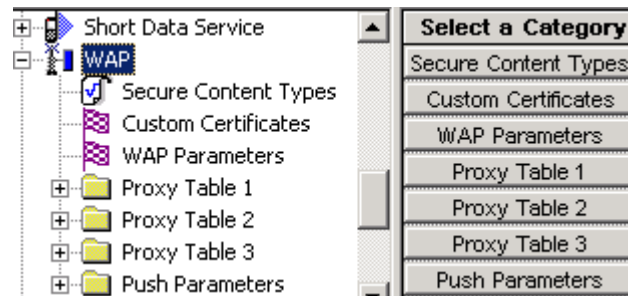 Short Data Service
WAP
Secure Content Types
Custom Certificates
WAP Parameters
Proxy Table 1
Proxy Table 2
Proxy Table 3
Push Parameters
Select a Category
Secure Content Types
Custom Certificates
WAP Parameters
Proxy Table 1
Proxy Table 2
Proxy Table 3
Push Parameters